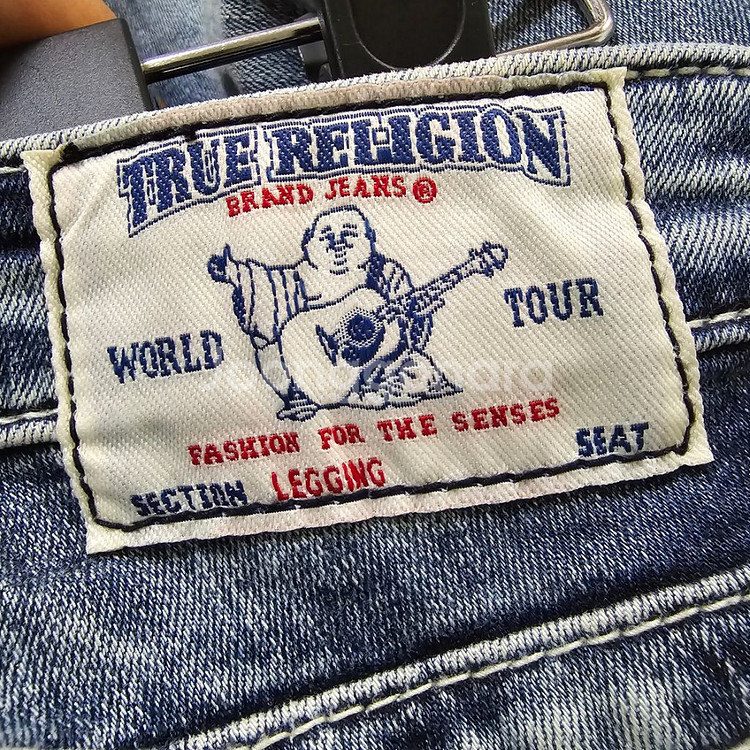 TRUE RELIGION
BRAND JEANS®
WORLD TOUR
FASHION FOR THE SENSES
SECTION LEGGING SEAT